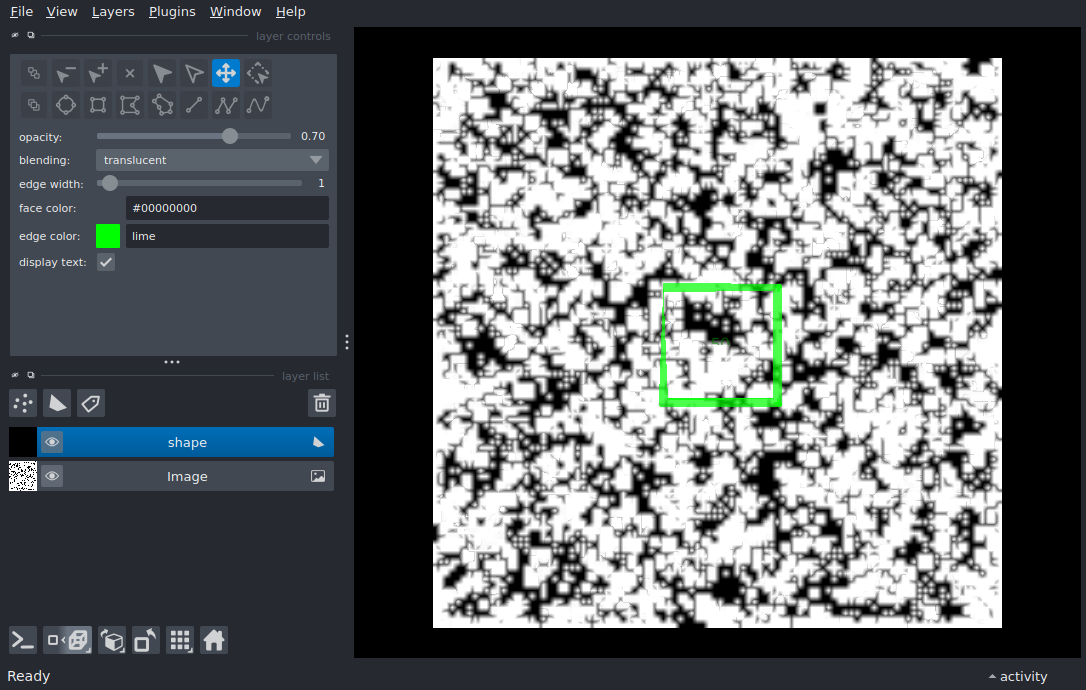 File View Layers Plugins Window Help
layer controls
opacity: 0.70
blending: translucent
edge width: 1
face color: #00000000
edge color: lime
display text:
layer list
shape
Image
Ready
activity